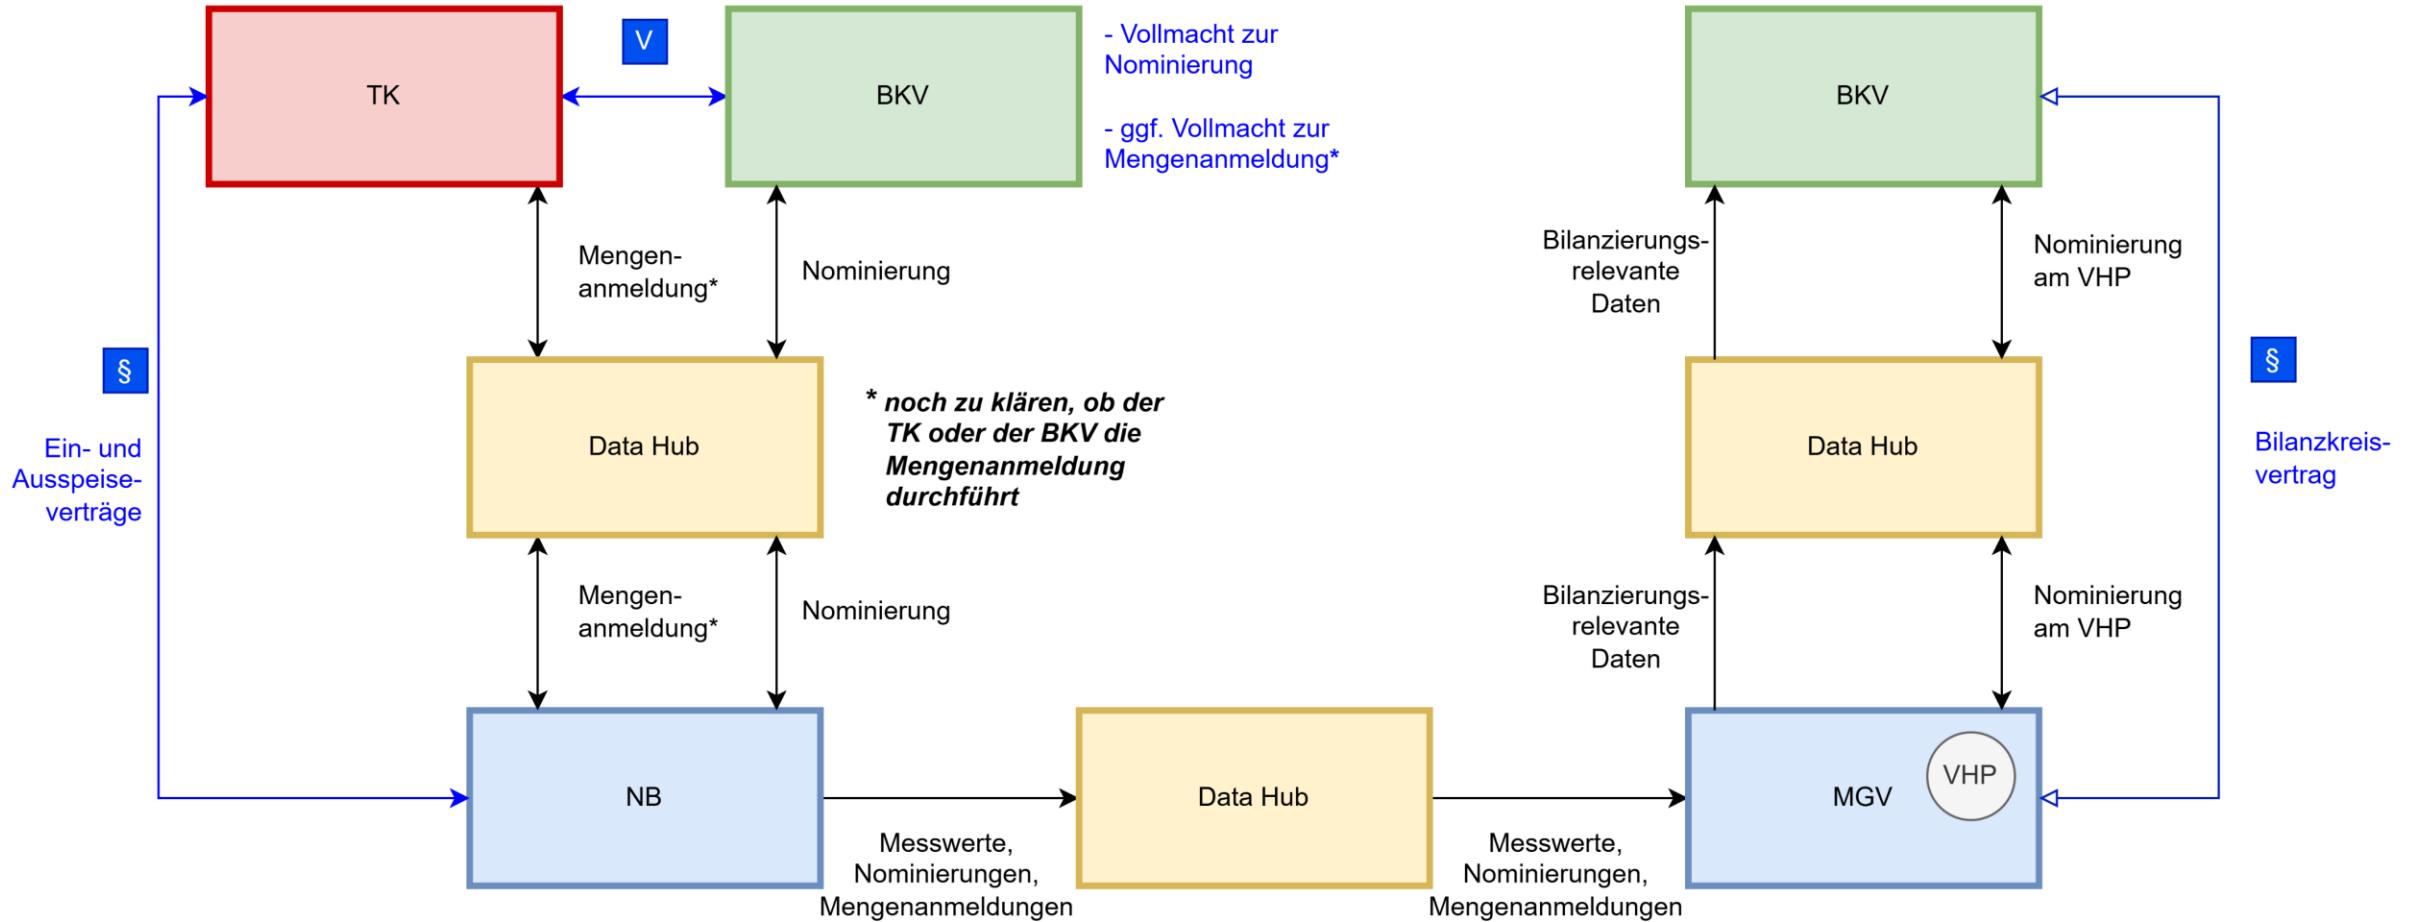 TK
V
BKV
- Vollmacht zur
Nominierung
- ggf. Vollmacht zur
Mengenanmeldung*
BKV
Mengen-
anmeldung*
Nominierung
Bilanzierungs-
relevante
Daten
Nominierung
am VHP
§
Ein- und
Ausspeise-
verträge
Data Hub
* noch zu klären, ob der
TK oder der BKV die
Mengenanmeldung
durchführt
Data Hub
§
Bilanzkreis-
vertrag
Mengen-
anmeldung*
Nominierung
Bilanzierungs-
relevante
Daten
Nominierung
am VHP
NB
Messwerte,
Nominierungen,
Mengenanmeldungen
Data Hub
Messwerte,
Nominierungen,
Mengenanmeldungen
MGV
VHP